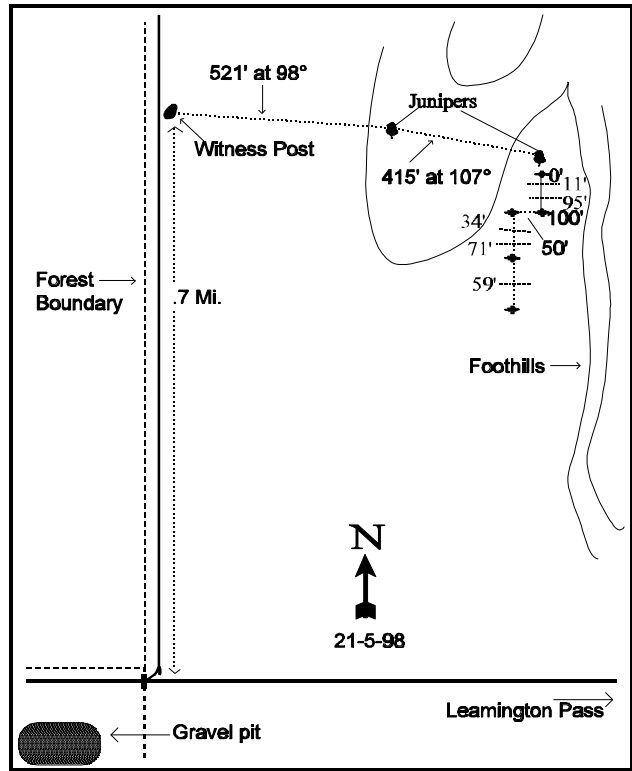 521' at 98°
Junipers
Witness Post
415' at 107°
0'
11'
95'
100'
34'
50'
71'
59'
Forest
Boundary
.7 Mi.
Foothills
N
21-5-98
Leamington Pass
Gravel pit